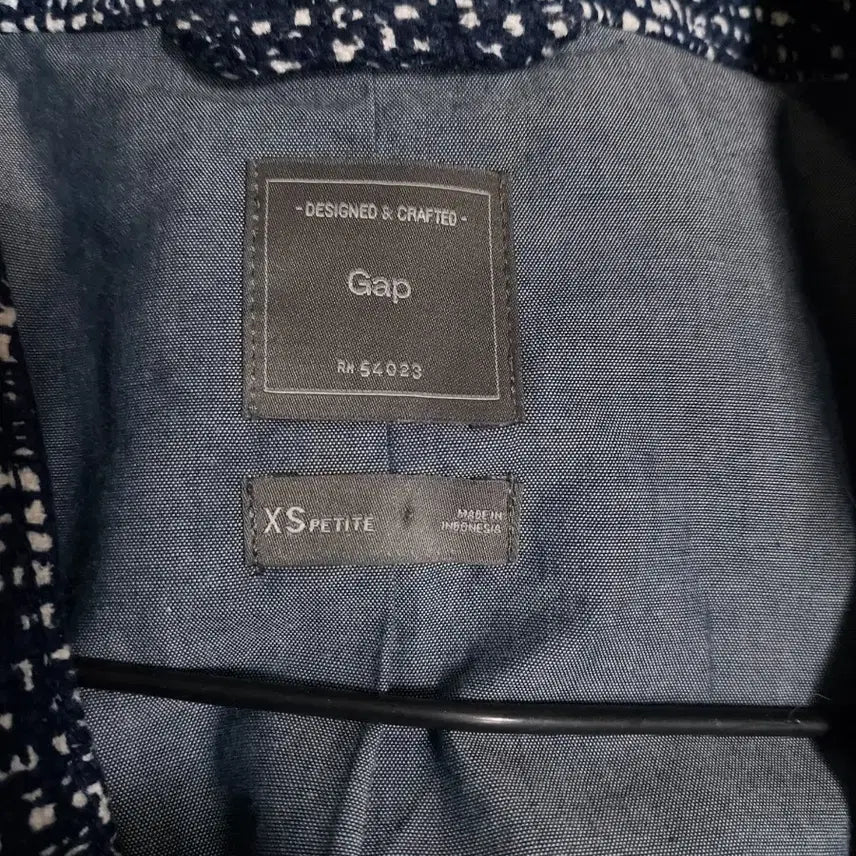 - DESIGNED & CRAFTED -
Gap
RN 54023
XS PETITE
MADE IN
INDONESIA